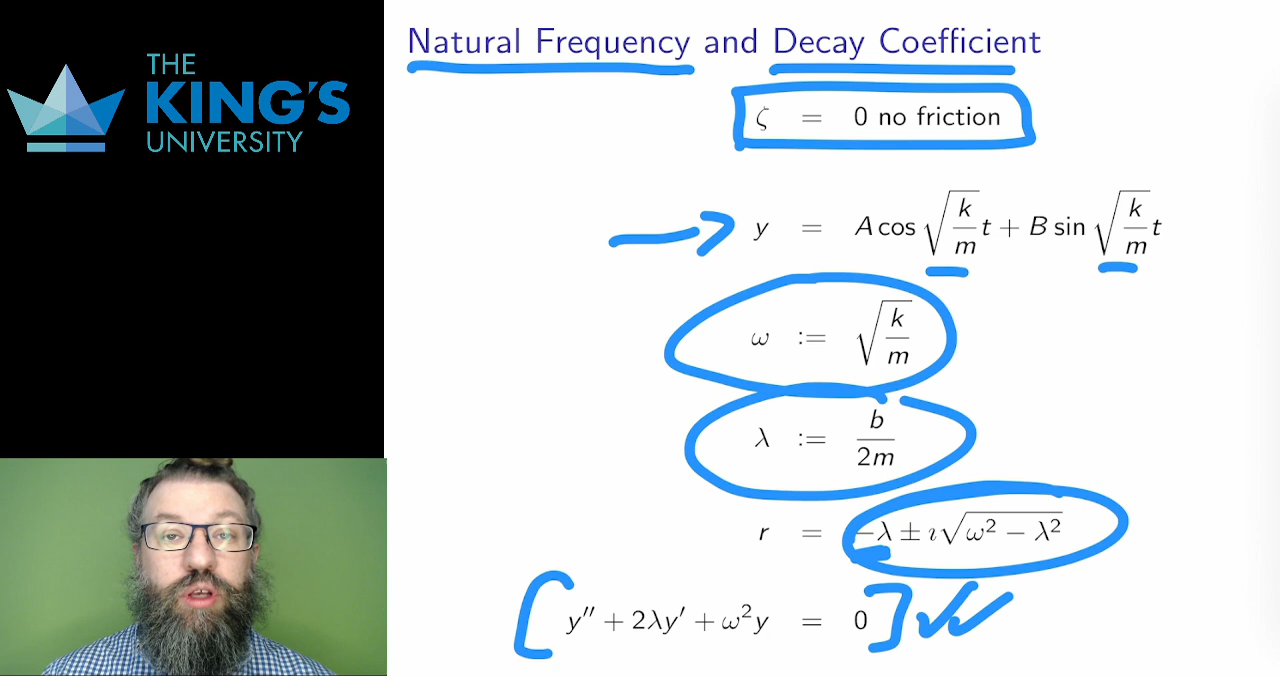 THE
KING'S
UNIVERSITY
Natural Frequency and Decay Coefficient
ζ = 0 no friction
y = A cos √(k/m) t + B sin √(k/m) t
ω := √(k/m)
λ := b/2m
r = −λ ± ı√(ω² − λ²)
[ y″ + 2λy′ + ω²y = 0 ]